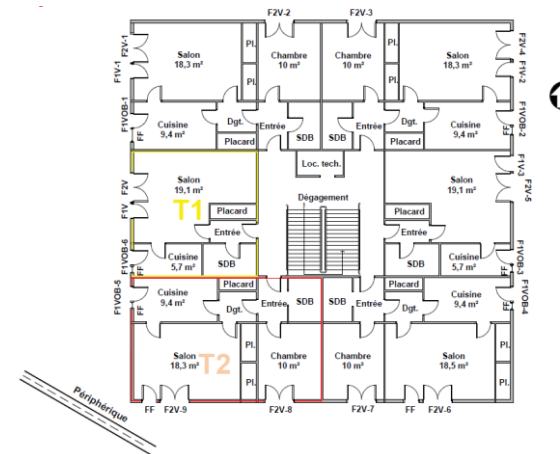 F2V-2
F2V-3
F2V-1
F1V-1
Salon
18,3 m²
Pl.
Pl.
Chambre
10 m²
Chambre
10 m²
Pl.
Pl.
Salon
18,3 m²
F2V-4
F1V-2
F1VOB-1
FF
Cuisine
9,4 m²
Dgt.
Placard
Entrée
SDB
SDB
Entrée
Dgt.
Placard
Cuisine
9,4 m²
FF
F1VOB-2
Loc. tech.
F2V
F1V
Salon
19,1 m²
T1
Placard
Entrée
Dégagement
Salon
19,1 m²
Placard
Entrée
F1V-3
F2V-5
F1VOB-6
FF
Cuisine
5,7 m²
SDB
SDB
Cuisine
5,7 m²
FF
F1VOB-3
F1VOB-5
FF
Cuisine
9,4 m²
Placard
Dgt.
Entrée
SDB
SDB
Entrée
Placard
Dgt.
Cuisine
9,4 m²
FF
F1VOB-4
Salon
18,3 m²
T2
Pl.
Pl.
Chambre
10 m²
Chambre
10 m²
Salon
18,5 m²
Pl.
Pl.
FF
F2V-9
F2V-8
F2V-7
FF
F2V-6
Périphérique